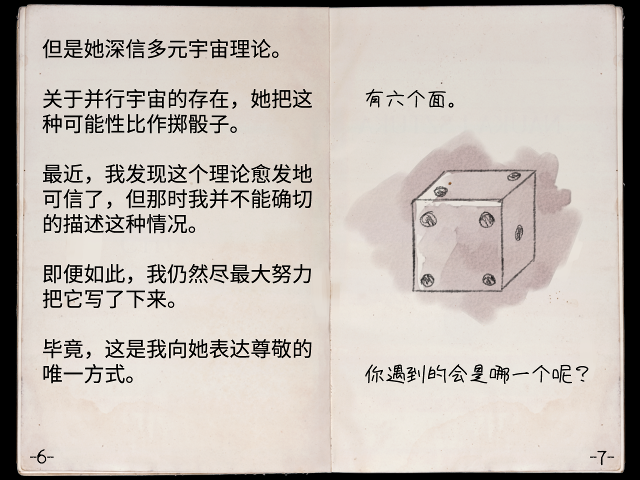 但是她深信多元宇宙理论。
关于并行宇宙的存在，她把这
种可能性比作掷骰子。
最近，我发现这个理论愈发地
可信了，但那时我并不能确切
的描述这种情况。
即便如此，我仍然尽最大努力
把它写了下来。
毕竟，这是我向她表达尊敬的
唯一方式。
-6-
有六个面。
你遇到的会是哪一个呢？
-7-